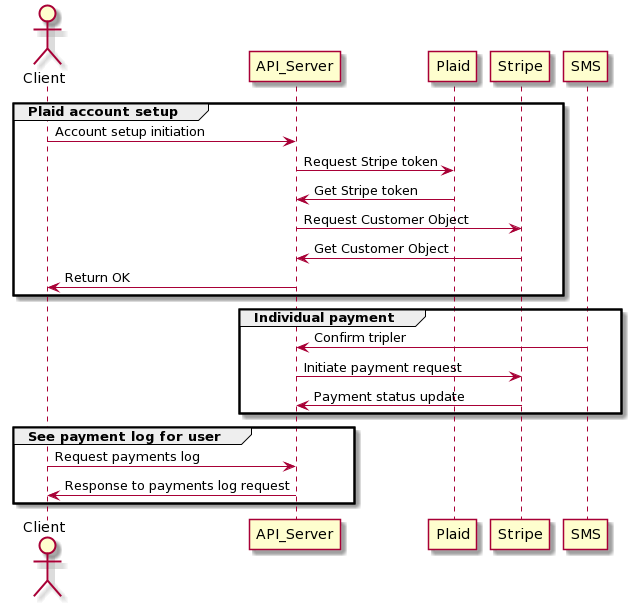 Client
API_Server
Plaid
Stripe
SMS
Plaid account setup
Account setup initiation
Request Stripe token
Get Stripe token
Request Customer Object
Get Customer Object
Return OK
Individual payment
Confirm tripler
Initiate payment request
Payment status update
See payment log for user
Request payments log
Response to payments log request
Client
API_Server
Plaid
Stripe
SMS